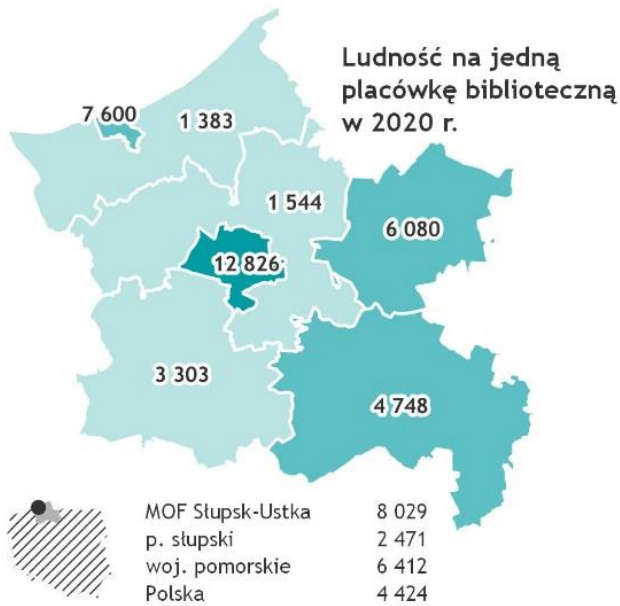 Ludność na jedną
placówkę biblioteczną
w 2020 r.
7 600
1 383
1 544
6 080
12 826
3 303
4 748
MOF Słupsk-Ustka 8 029
p. słupski 2 471
woj. pomorskie 6 412
Polska 4 424